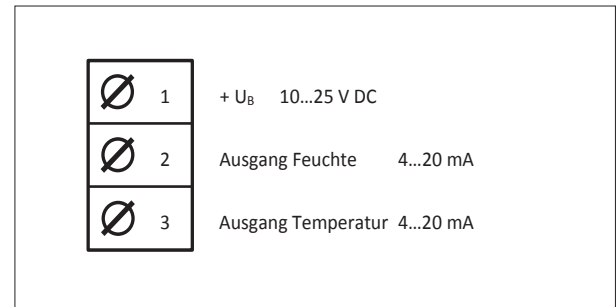 1 + U_B 10...25 V DC
2 Ausgang Feuchte 4...20 mA
3 Ausgang Temperatur 4...20 mA